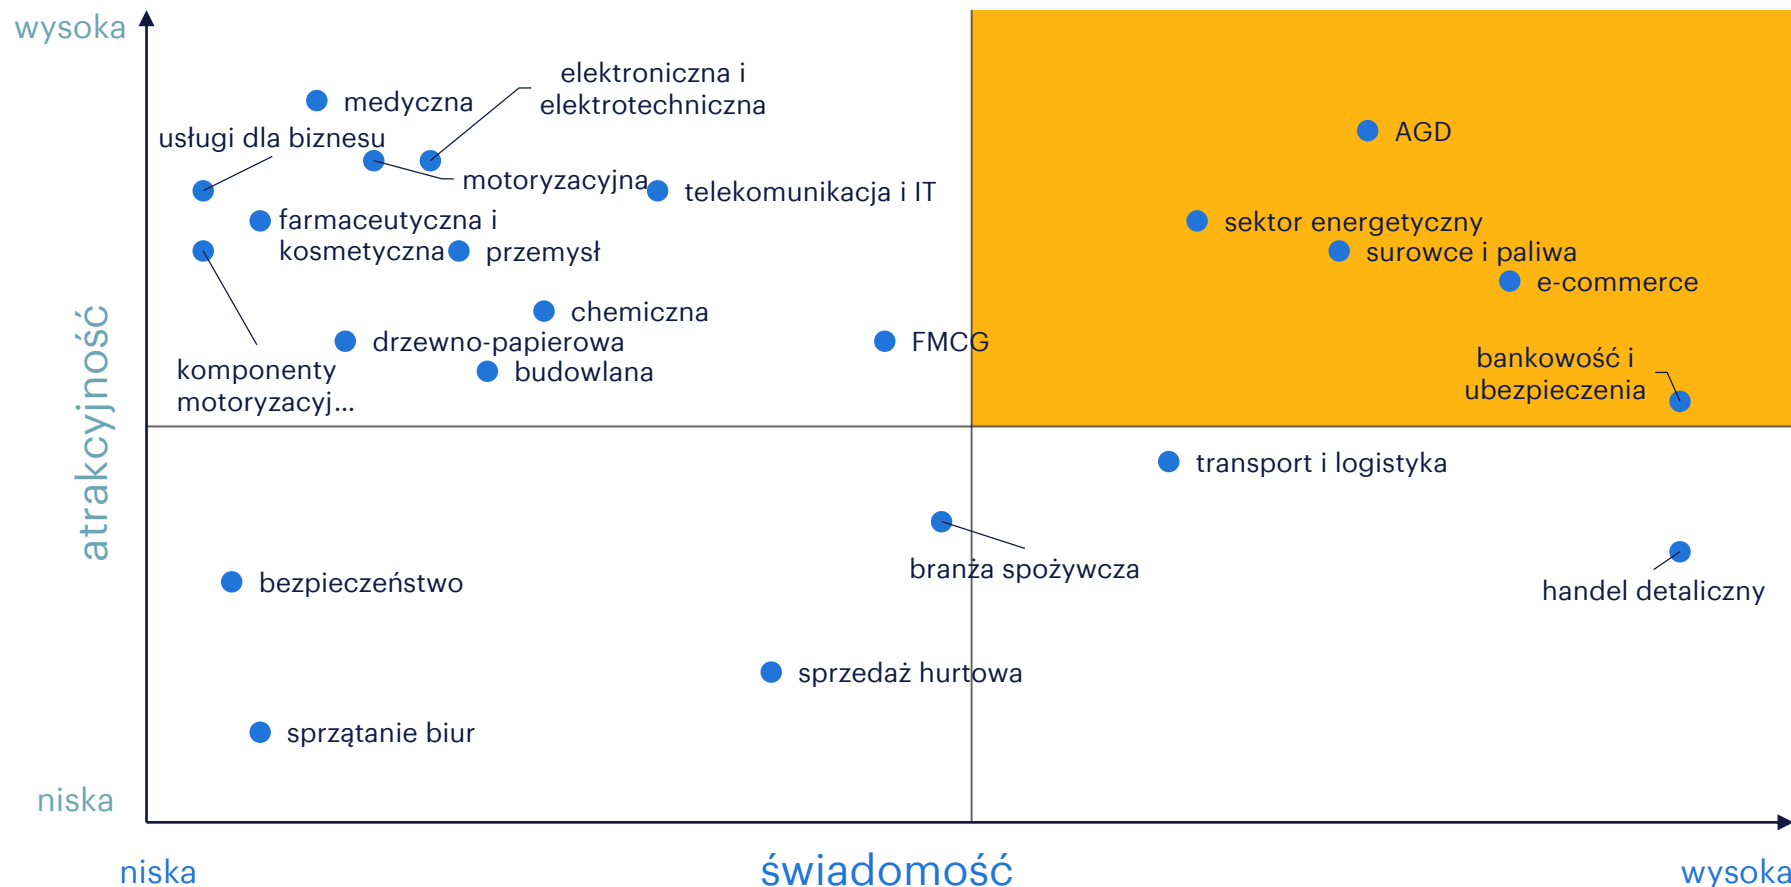 wysoka
elektroniczna i
elektrotechniczna
medyczna
usługi dla biznesu
AGD
motoryzacyjna
telekomunikacja i IT
farmaceutyczna i
kosmetyczna
przemysł
sektor energetyczny
surowce i paliwa
e-commerce
chemiczna
drzewno-papierowa
FMCG
budowlana
komponenty
motoryzacyj...
bankowość i
ubezpieczenia
atrakcyjność
transport i logistyka
branża spożywcza
bezpieczeństwo
handel detaliczny
sprzedaż hurtowa
sprzątanie biur
niska
niska
świadomość
wysoka